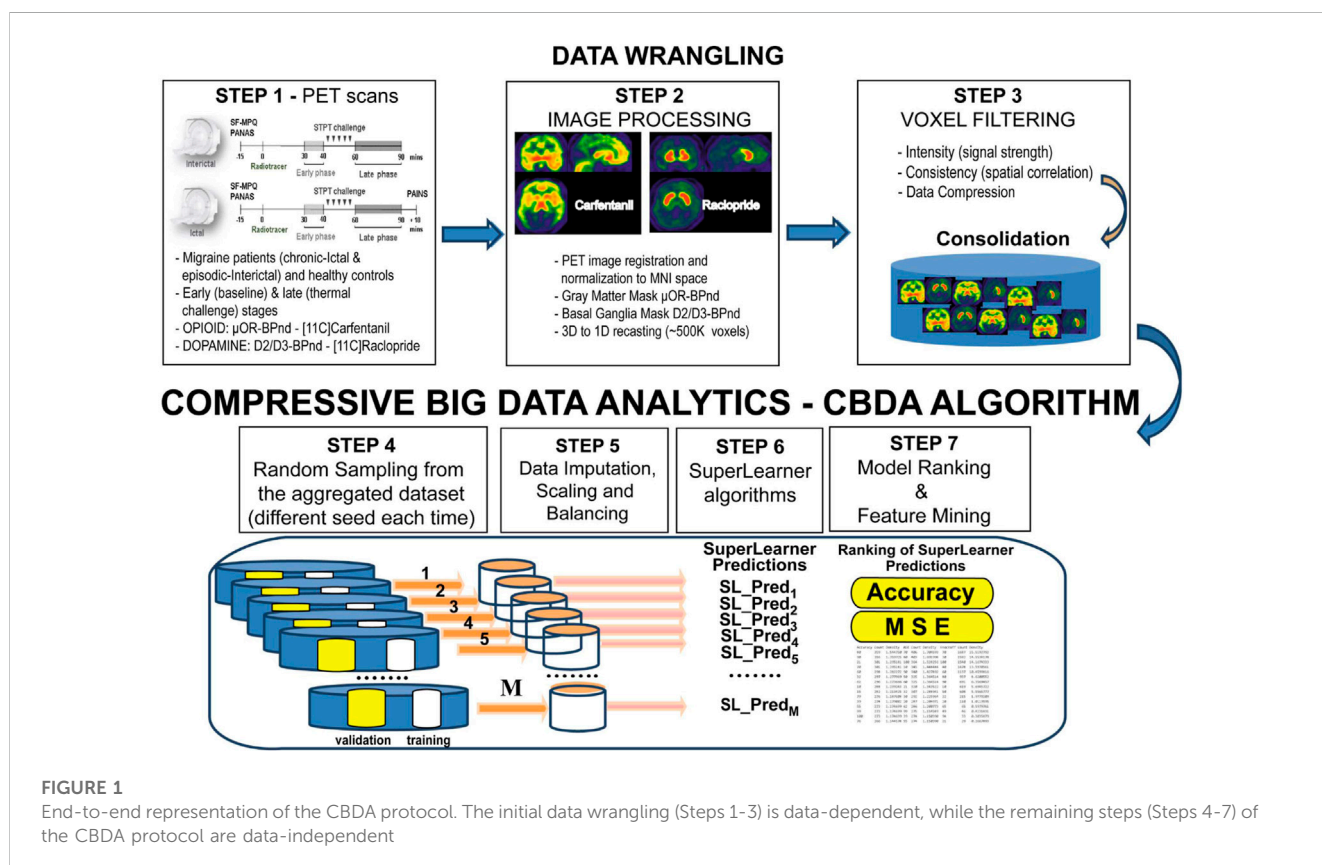 DATA WRANGLING
STEP 1 - PET scans
SF-MPQ
PANAS
STPT challenge
-15
0
30
40
60
90
mins
Interictal
Radiotracer
Early phase
Late phase
SF-MPQ
PANAS
STPT challenge
PAINS
-15
0
30
40
60
90
+10
mins
Ictal
Radiotracer
Early phase
Late phase
- Migraine patients (chronic-Ictal &
episodic-Interictal) and healthy controls
- Early (baseline) & late (thermal
challenge) stages
- OPIOID: µOR-BPnd - [11C]Carfentanil
- DOPAMINE: D2/D3-BPnd - [11C]Raclopride
STEP 2
IMAGE PROCESSING
Carfentanil
Raclopride
- PET image registration and
normalization to MNI space
- Gray Matter Mask µOR-BPnd
- Basal Ganglia Mask D2/D3-BPnd
- 3D to 1D recasting (~500K voxels)
STEP 3
VOXEL FILTERING
- Intensity (signal strength)
- Consistency (spatial correlation)
- Data Compression
Consolidation
COMPRESSIVE BIG DATA ANALYTICS - CBDA ALGORITHM
STEP 4
Random Sampling from
the aggregated dataset
(different seed each time)
STEP 5
Data Imputation,
Scaling and
Balancing
STEP 6
SuperLearner
algorithms
STEP 7
Model Ranking
&
Feature Mining
1
2
3
4
5
.......
M
validation
training
.......
SuperLearner
Predictions
SL_Pred1
SL_Pred2
SL_Pred3
SL_Pred4
SL_Pred5
.......
SL_PredM
Ranking of SuperLearner
Predictions
Accuracy
M S E
FIGURE 1
End-to-end representation of the CBDA protocol. The initial data wrangling (Steps 1-3) is data-dependent, while the remaining steps (Steps 4-7) of
the CBDA protocol are data-independent